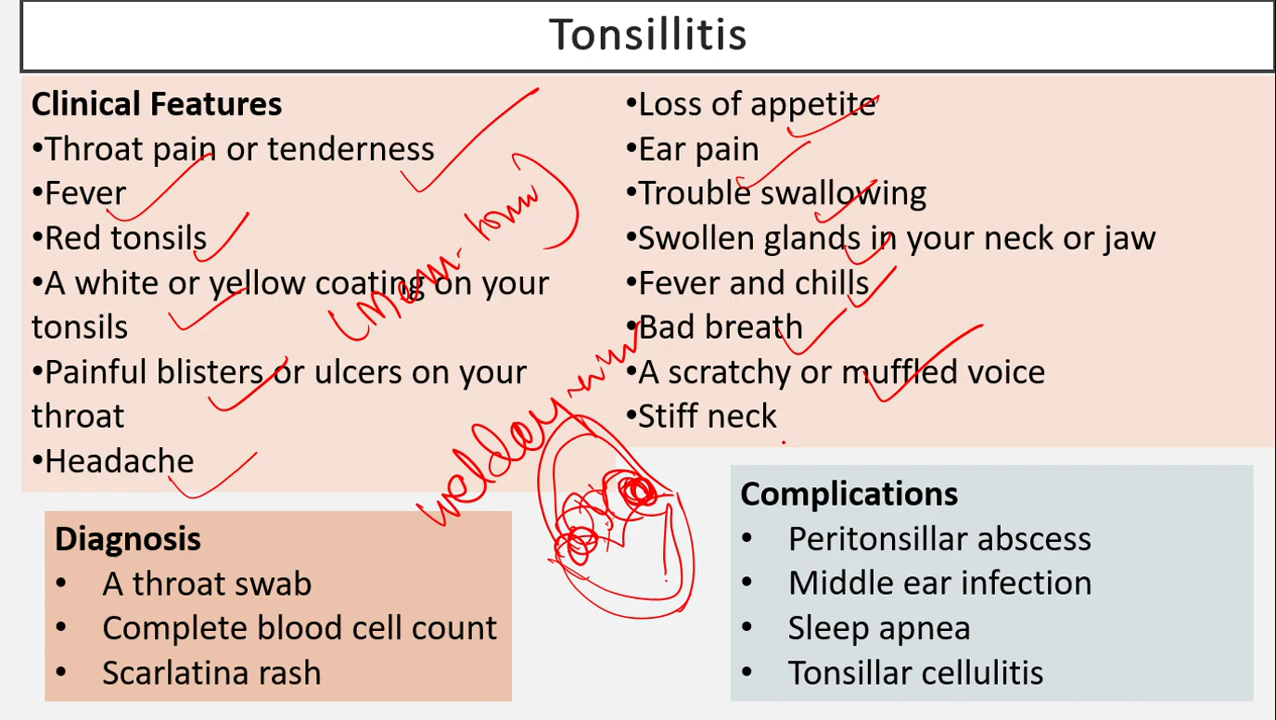 Tonsillitis
Clinical Features
•Throat pain or tenderness
•Fever
•Red tonsils
•A white or yellow coating on your
tonsils
•Painful blisters or ulcers on your
throat
•Headache
•Loss of appetite
•Ear pain
•Trouble swallowing
•Swollen glands in your neck or jaw
•Fever and chills
•Bad breath
•A scratchy or muffled voice
•Stiff neck
Diagnosis
• A throat swab
• Complete blood cell count
• Scarlatina rash
Complications
• Peritonsillar abscess
• Middle ear infection
• Sleep apnea
• Tonsillar cellulitis